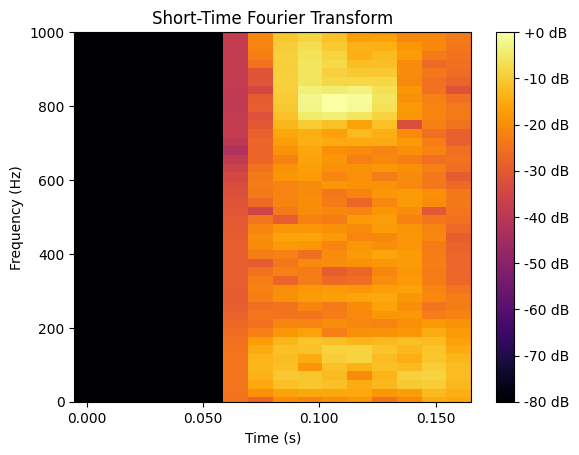 Short-Time Fourier Transform
1000
800
600
400
200
0
Frequency (Hz)
0.000
0.050
0.100
0.150
Time (s)
+0 dB
-10 dB
-20 dB
-30 dB
-40 dB
-50 dB
-60 dB
-70 dB
-80 dB